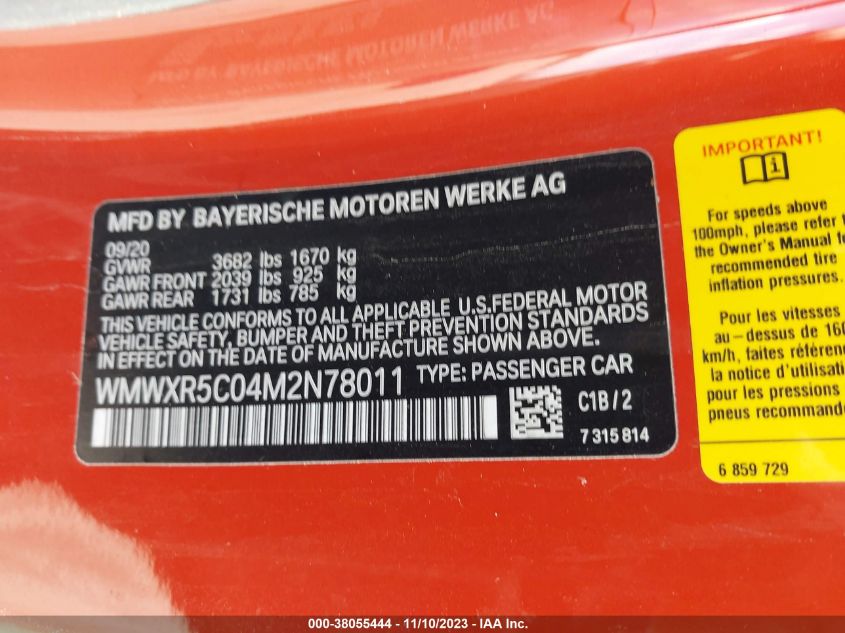 MFD BY BAYERISCHE MOTOREN WERKE AG
09/20
GVWR 3682 lbs 1670 kg
GAWR FRONT 2039 lbs 925 kg
GAWR REAR 1731 lbs 785 kg
THIS VEHICLE CONFORMS TO ALL APPLICABLE U.S.FEDERAL MOTOR
VEHICLE SAFETY, BUMPER AND THEFT PREVENTION STANDARDS
IN EFFECT ON THE DATE OF MANUFACTURE SHOWN ABOVE.
WMWXR5C04M2N78011 TYPE: PASSENGER CAR
C1B/2
7 315 814
IMPORTANT!
For speeds above
100mph, please refer
the Owner's Manual
recommended tire
inflation pressures.
Pour les vitesses
au-dessus de
km/h, faites
la notice
pour les pressions
pneus
6 859 729
000-38055444 - 11/10/2023 - IAA Inc.